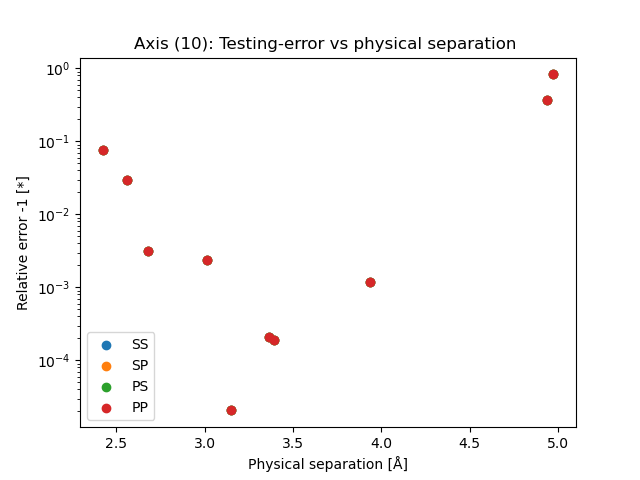 Axis (10): Testing-error vs physical separation
Relative error -1 [*]
10⁰
10⁻¹
10⁻²
10⁻³
10⁻⁴
SS
SP
PS
PP
2.5 3.0 3.5 4.0 4.5 5.0
Physical separation [Å]